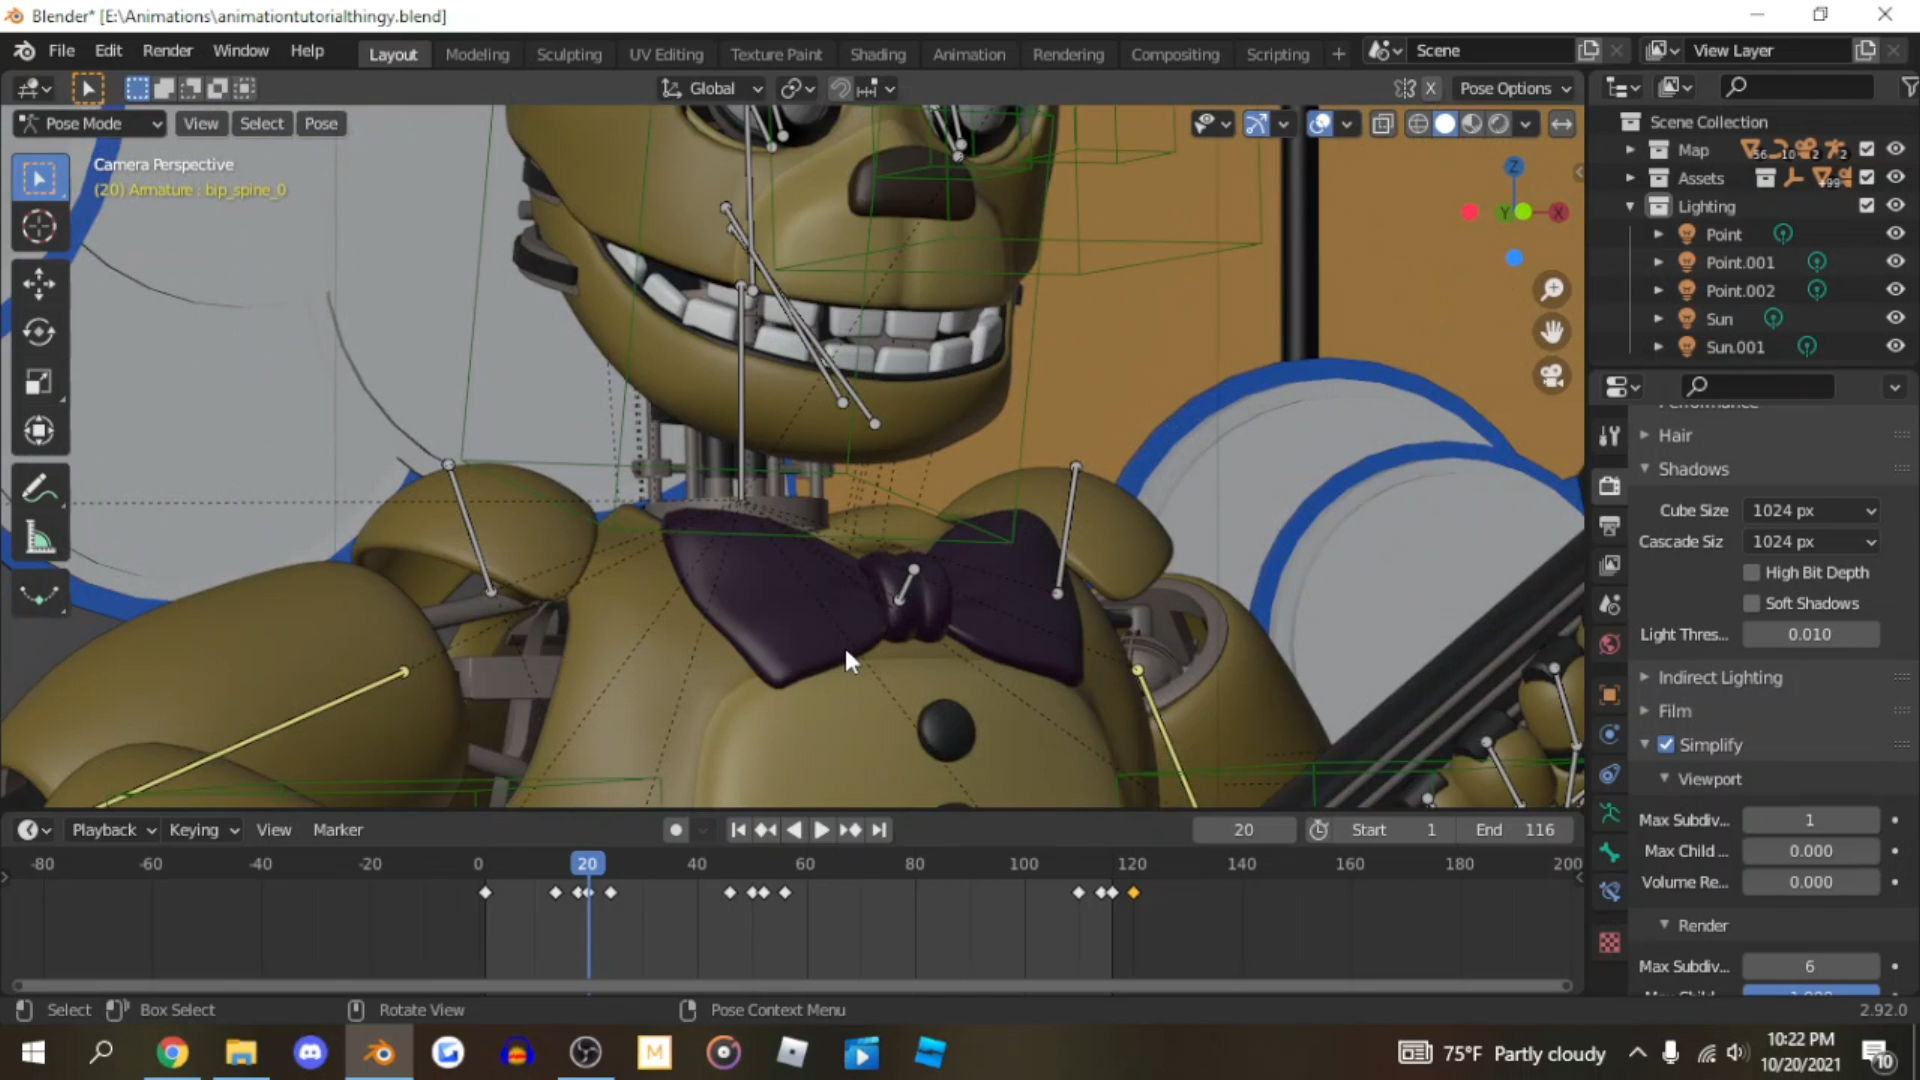 Blender* [E:\Animations\animationtutorialthingy.blend]
File Edit Render Window Help Layout Modeling Sculpting UV Editing Texture Paint Shading Animation Rendering Compositing Scripting + Scene View Layer
Global X Pose Options
Pose Mode View Select Pose
Camera Perspective
(20) Armature : bip_spine_0
Z
Y X
Scene Collection
Map 56 10 2 2
Assets +99
Lighting
Point
Point.001
Point.002
Sun
Sun.001
Hair
Shadows
Cube Size 1024 px
Cascade Siz 1024 px
High Bit Depth
Soft Shadows
Light Thres... 0.010
Indirect Lighting
Film
Simplify
Viewport
Max Subdiv... 1
Max Child ... 0.000
Volume Re... 0.000
Render
Max Subdiv... 6
Playback Keying View Marker 20 Start 1 End 116
-80 -60 -40 -20 0 20 40 60 80 100 120 140 160 180 200
Select Box Select Rotate View Pose Context Menu 2.92.0
M 75°F Partly cloudy 10:22 PM
10/20/2021 10